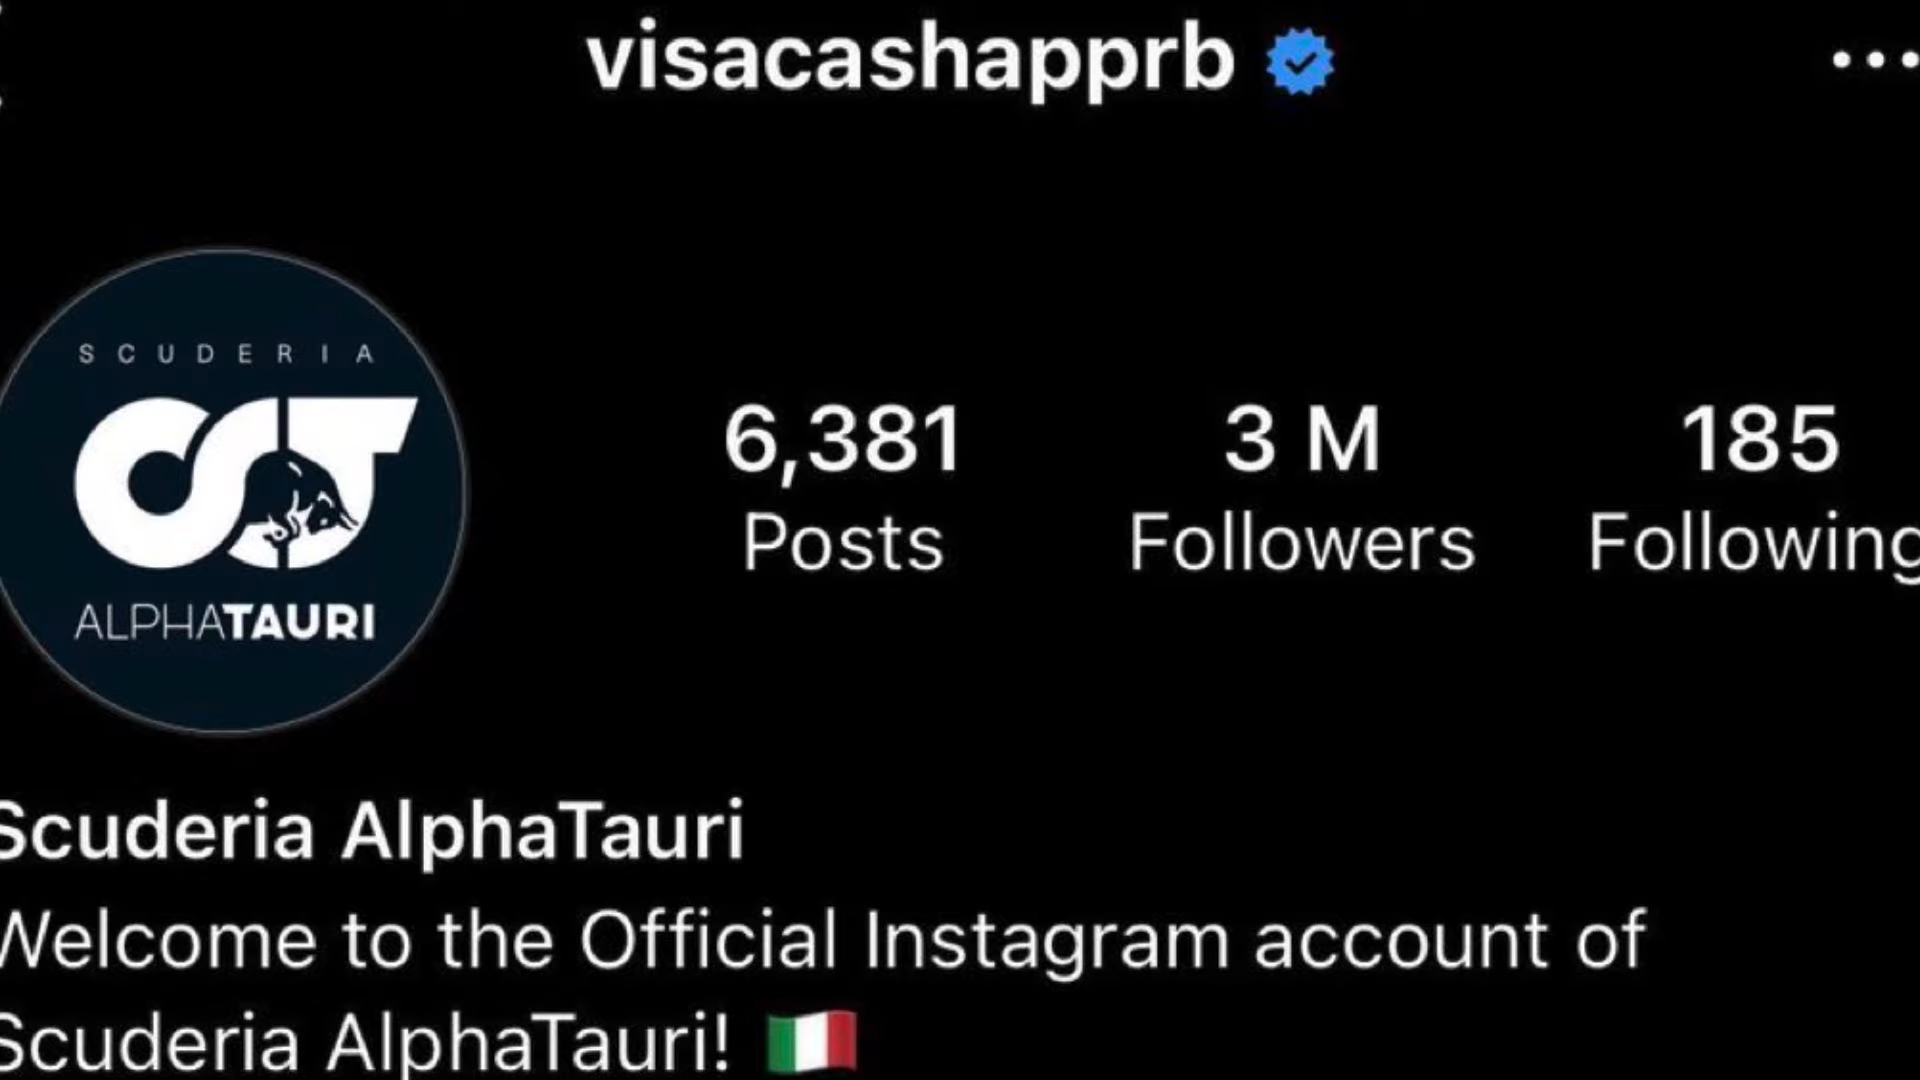 visacashapprb
SCUDERIA
ALPHATAURI
6,381 3 M 185
Posts Followers Following
Scuderia AlphaTauri
Welcome to the Official Instagram account of
Scuderia AlphaTauri! 🇮🇹